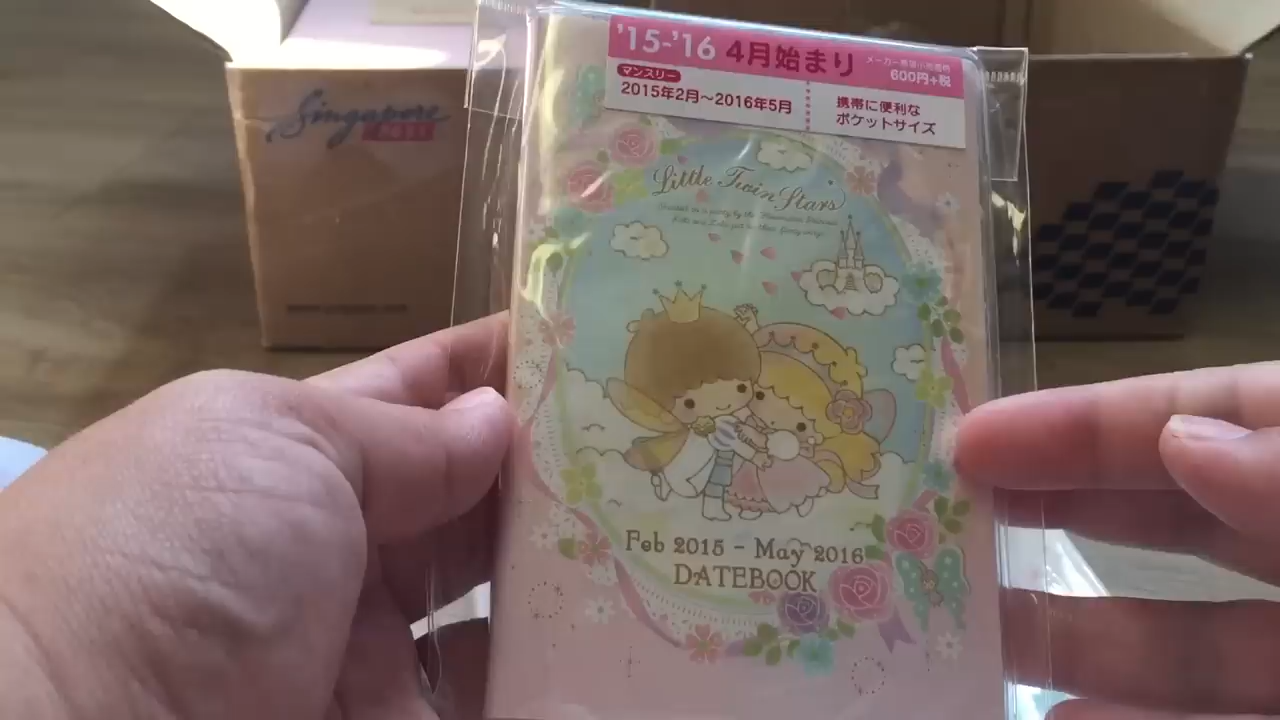 '15-'16 4月始まり
メーカー希望小売価格
600円+税
マンスリー
2015年2月～2016年5月
携帯に便利な
ポケットサイズ
Singapore
POST
Little Twin Stars
Feb 2015 - May 2016
DATEBOOK